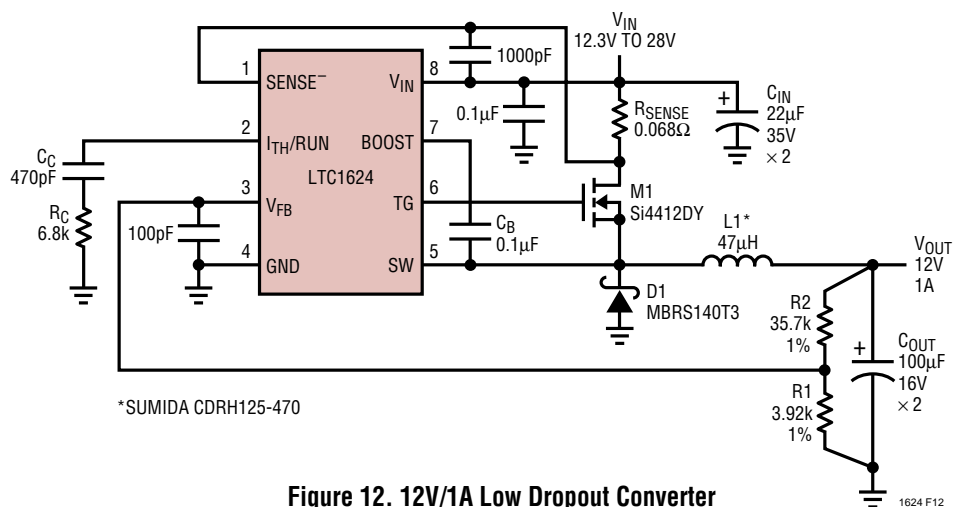 V_IN
12.3V TO 28V
1000pF
1
SENSE⁻
V_IN
8
0.1µF
R_SENSE
0.068Ω
+
C_IN
22µF
35V
× 2
2
I_TH/RUN
BOOST
7
C_C
470pF
LTC1624
R_C
6.8k
3
V_FB
TG
6
M1
Si4412DY
100pF
C_B
0.1µF
4
GND
SW
5
L1*
47µH
V_OUT
12V
1A
D1
MBRS140T3
R2
35.7k
1%
+
C_OUT
100µF
16V
× 2
R1
3.92k
1%
*SUMIDA CDRH125-470
Figure 12. 12V/1A Low Dropout Converter
1624 F12